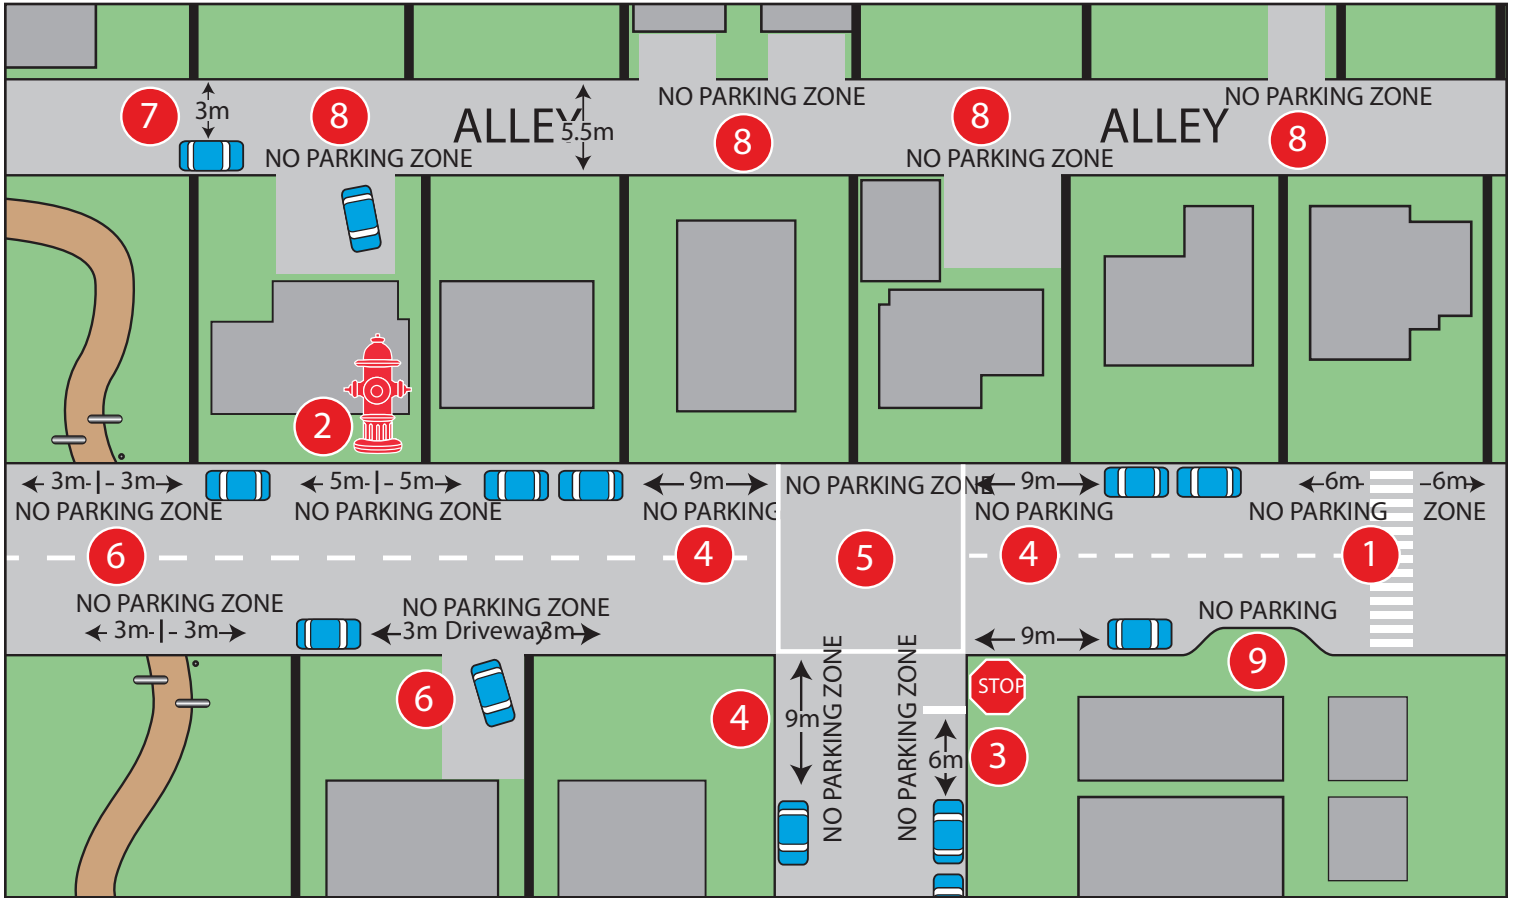 NO PARKING ZONE
NO PARKING ZONE
7
3m
8
ALLEY
5.5m
8
8
ALLEY
8
NO PARKING ZONE
NO PARKING ZONE
2
3m
3m
5m
5m
9m
NO PARKING ZONE
9m
6m
6m
NO PARKING ZONE
NO PARKING ZONE
NO PARKING
NO PARKING
NO PARKING
ZONE
6
4
5
4
1
NO PARKING ZONE
NO PARKING ZONE
NO PARKING
3m
3m
3m Driveway
3m
9m
9
6
4
9m
NO PARKING ZONE
NO PARKING ZONE
STOP
6m
3